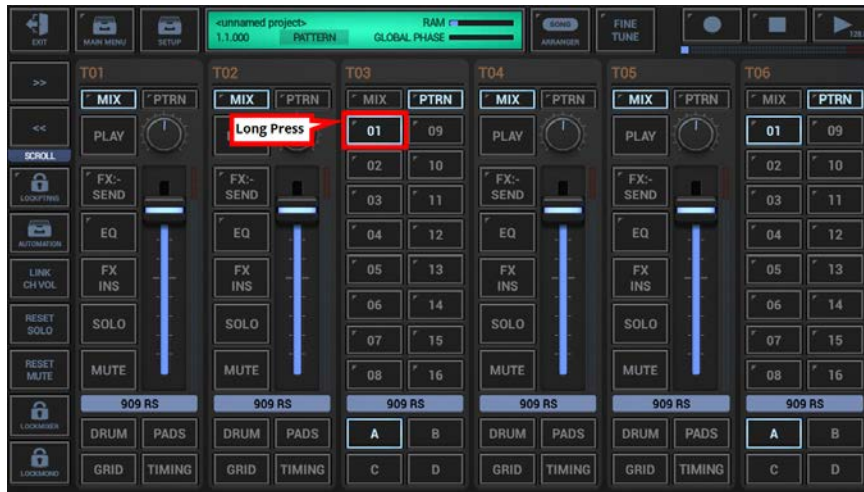 EXIT
MAIN MENU
SETUP
<unnamed project>
RAM
1.1.000
PATTERN
GLOBAL PHASE
SONG
ARRANGER
FINE
TUNE
>>
<<
SCROLL
LOCKPTRNS
AUTOMATION
LINK
CH VOL
RESET
SOLO
RESET
MUTE
LOCKMIXER
LOCKMONO
T01
MIX PTRN
PLAY
FX:-
SEND
EQ
FX
INS
SOLO
MUTE
909 RS
DRUM PADS
GRID TIMING
T02
MIX PTRN
Long Press
FX:-
SEND
EQ
FX
INS
SOLO
MUTE
909 RS
DRUM PADS
GRID TIMING
T03
MIX PTRN
01 09
02 10
03 11
04 12
05 13
06 14
07 15
08 16
909 RS
A B
C D
T04
MIX PTRN
PLAY
FX:-
SEND
EQ
FX
INS
SOLO
MUTE
909 RS
DRUM PADS
GRID TIMING
T05
MIX PTRN
PLAY
FX:-
SEND
EQ
FX
INS
SOLO
MUTE
909 RS
DRUM PADS
GRID TIMING
T06
MIX PTRN
01 09
02 10
03 11
04 12
05 13
06 14
07 15
08 16
909 RS
A B
C D